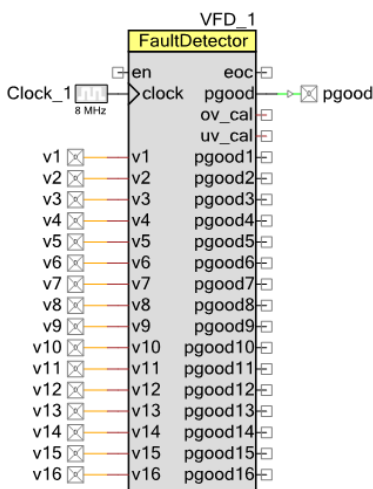 VFD_1
FaultDetector
en eoc
Clock_1 8 MHz clock pgood pgood
ov_cal
uv_cal
v1 v1 pgood1
v2 v2 pgood2
v3 v3 pgood3
v4 v4 pgood4
v5 v5 pgood5
v6 v6 pgood6
v7 v7 pgood7
v8 v8 pgood8
v9 v9 pgood9
v10 v10 pgood10
v11 v11 pgood11
v12 v12 pgood12
v13 v13 pgood13
v14 v14 pgood14
v15 v15 pgood15
v16 v16 pgood16